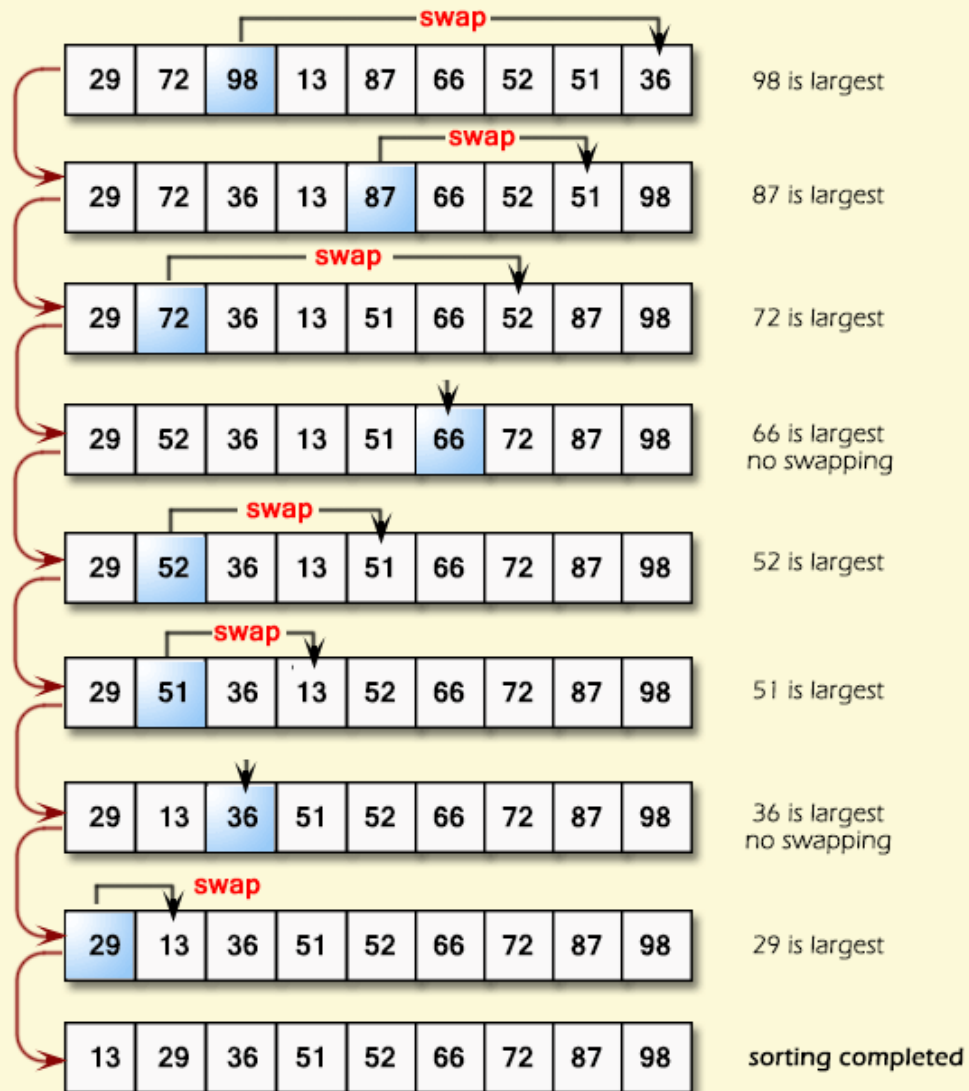 swap
29 72 98 13 87 66 52 51 36 98 is largest
swap
29 72 36 13 87 66 52 51 98 87 is largest
swap
29 72 36 13 51 66 52 87 98 72 is largest
29 52 36 13 51 66 72 87 98 66 is largest
no swapping
swap
29 52 36 13 51 66 72 87 98 52 is largest
swap
29 51 36 13 52 66 72 87 98 51 is largest
29 13 36 51 52 66 72 87 98 36 is largest
no swapping
swap
29 13 36 51 52 66 72 87 98 29 is largest
13 29 36 51 52 66 72 87 98 sorting completed